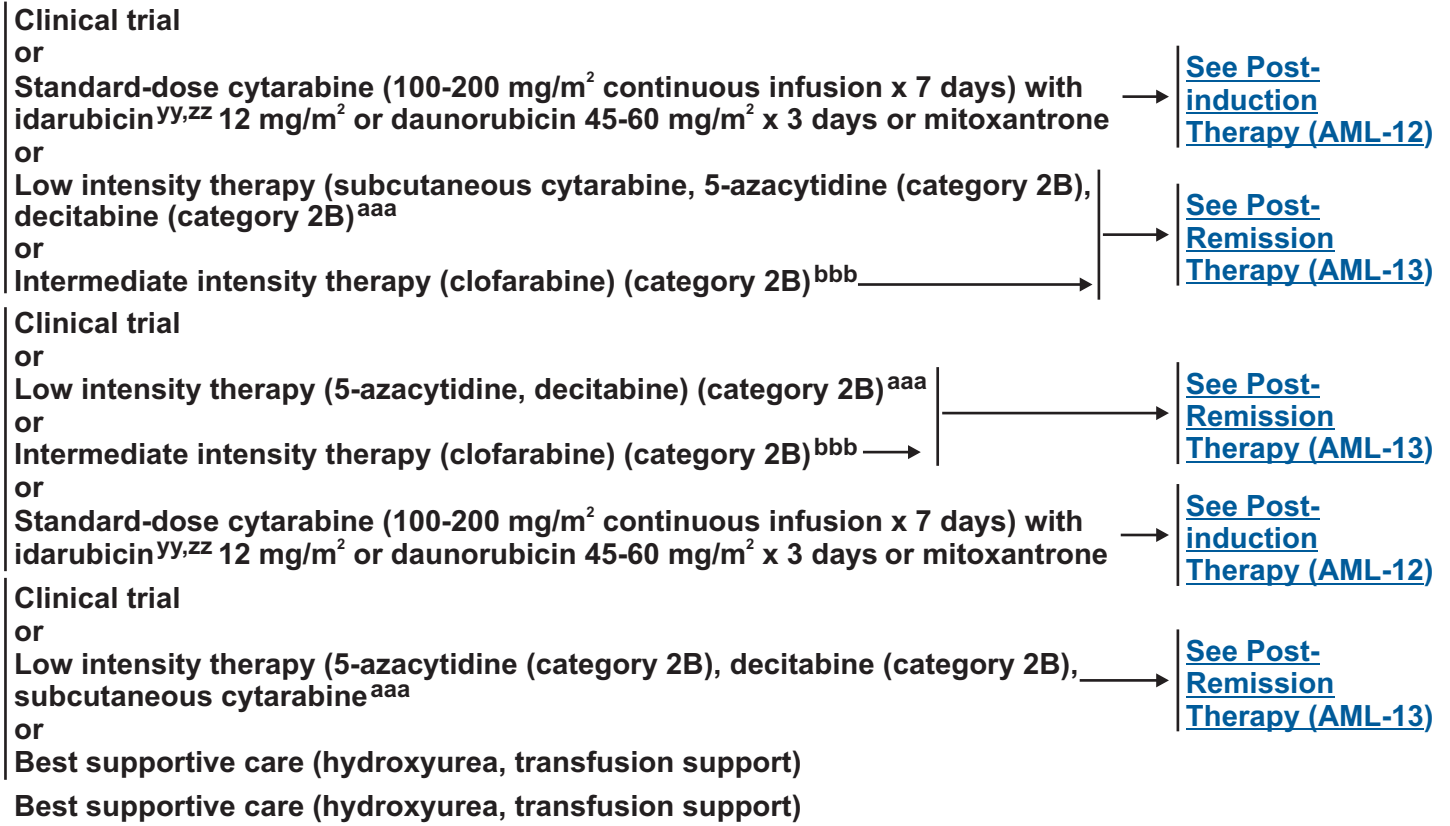 Clinical trial
or
Standard-dose cytarabine (100-200 mg/m² continuous infusion x 7 days) with
idarubicin yy,zz 12 mg/m² or daunorubicin 45-60 mg/m² x 3 days or mitoxantrone
See Post-
induction
Therapy (AML-12)
or
Low intensity therapy (subcutaneous cytarabine, 5-azacytidine (category 2B),
decitabine (category 2B) aaa
or
Intermediate intensity therapy (clofarabine) (category 2B) bbb
See Post-
Remission
Therapy (AML-13)
Clinical trial
or
Low intensity therapy (5-azacytidine, decitabine) (category 2B) aaa
or
Intermediate intensity therapy (clofarabine) (category 2B) bbb
See Post-
Remission
Therapy (AML-13)
or
Standard-dose cytarabine (100-200 mg/m² continuous infusion x 7 days) with
idarubicin yy,zz 12 mg/m² or daunorubicin 45-60 mg/m² x 3 days or mitoxantrone
See Post-
induction
Therapy (AML-12)
Clinical trial
or
Low intensity therapy (5-azacytidine (category 2B), decitabine (category 2B),
subcutaneous cytarabine aaa
See Post-
Remission
Therapy (AML-13)
or
Best supportive care (hydroxyurea, transfusion support)
Best supportive care (hydroxyurea, transfusion support)